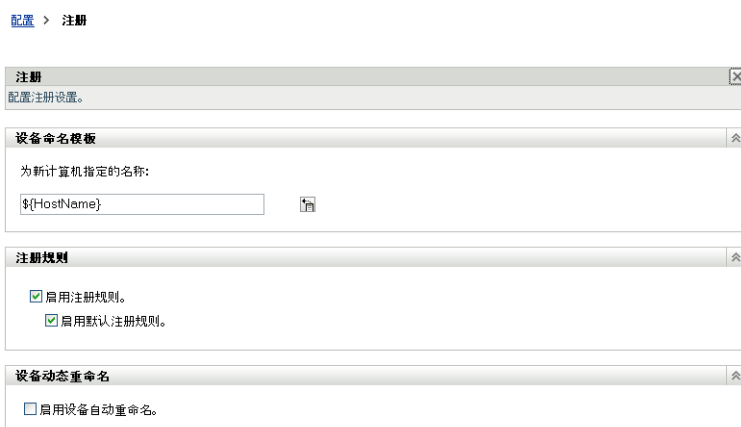 配置 > 注册
注册
配置注册设置。
设备命名模板
为新计算机指定的名称:
${HostName}
注册规则
启用注册规则。
启用默认注册规则。
设备动态重命名
启用设备自动重命名。